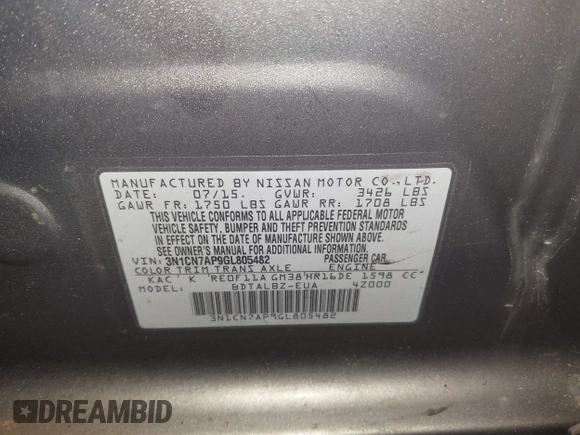 MANUFACTURED BY NISSAN MOTOR CO.,LTD.
DATE: 07/15. GVWR: 3426 LBS
GAWR FR: 1750 LBS GAWR RR: 1708 LBS
THIS VEHICLE CONFORMS TO ALL APPLICABLE FEDERAL MOTOR
VEHICLE SAFETY, BUMPER AND THEFT PREVENTION STANDARDS
IN EFFECT ON THE DATE OF MANUFACTURE SHOWN ABOVE.
SEE OWNER'S MANUAL FOR ADDITIONAL INFORMATION.
VIN: 3N1CN7AP9GL805482 PASSENGER CAR
COLOR TRIM TRANS AXLE ENGINE
KAC K RE0F11A GM38 HR16DE 1598 CC
BDTALBZ-EUA 4Z000
3N1CN7AP9GL805482
DREAMBID